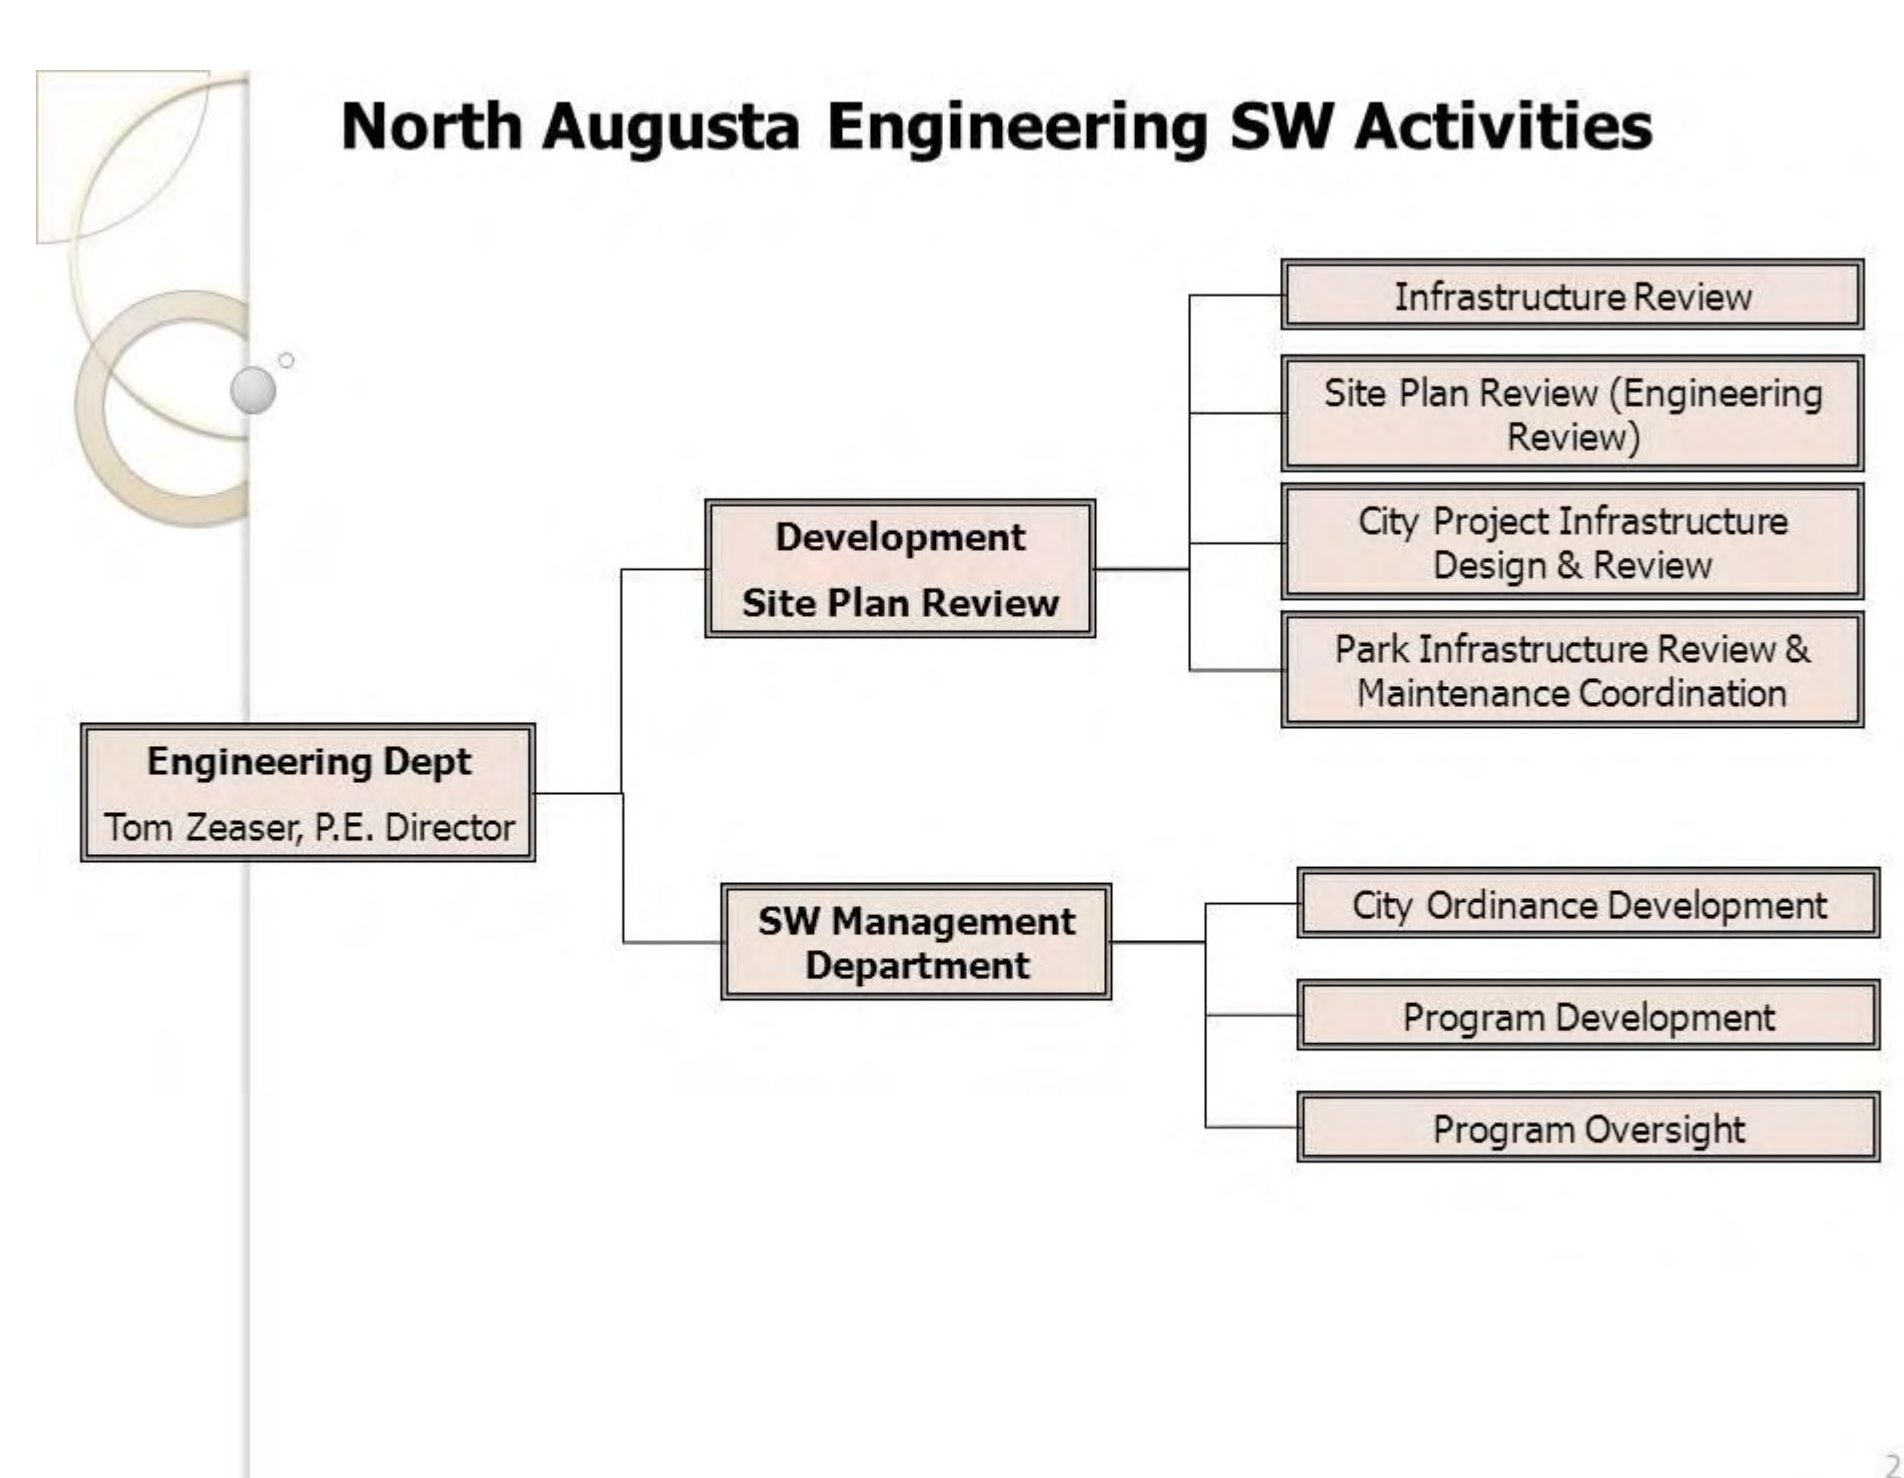 North Augusta Engineering SW Activities
Infrastructure Review
Site Plan Review (Engineering
Review)
City Project Infrastructure
Design & Review
Park Infrastructure Review &
Maintenance Coordination
Development
Site Plan Review
Engineering Dept
Tom Zeaser, P.E. Director
SW Management
Department
City Ordinance Development
Program Development
Program Oversight
2